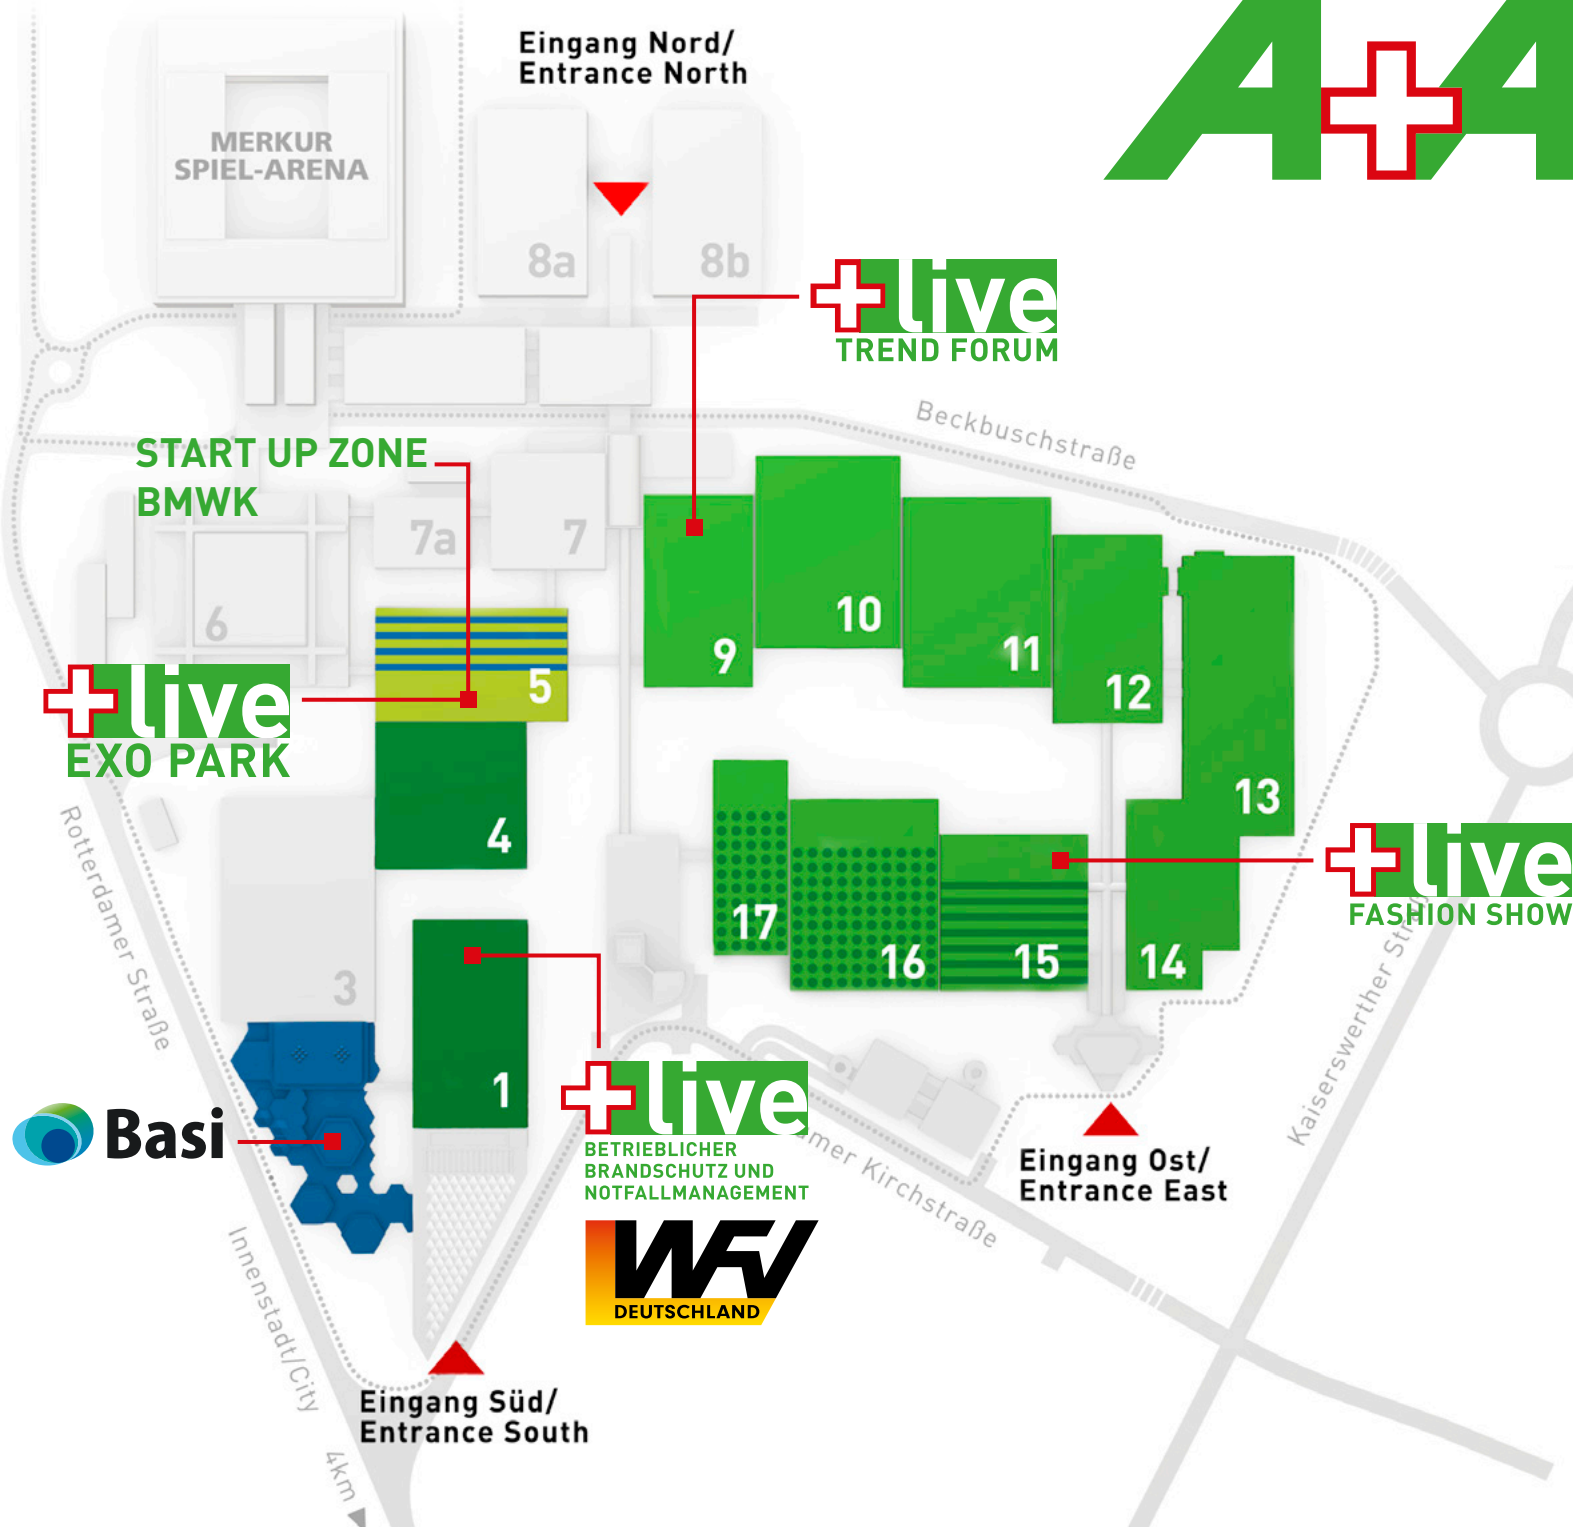 Eingang Nord/
Entrance North
A+A
MERKUR
SPIEL-ARENA
8a
8b
+live
TREND FORUM
Beckbuschstraße
START UP ZONE
BMWK
7a
7
6
9
10
11
12
13
5
+live
EXO PARK
4
17
16
15
14
+live
FASHION SHOW
Rotterdamer Straße
3
1
Basi
+live
BETRIEBLICHER
BRANDSCHUTZ UND
NOTFALLMANAGEMENT
WFV
DEUTSCHLAND
Kirchstraße
Kaiserswerther
Eingang Ost/
Entrance East
Innenstadt/City
4km
Eingang Süd/
Entrance South